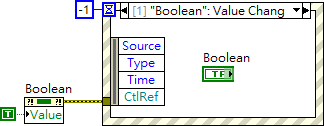 -1
[1] "Boolean": Value Chang
Source
Type
Time
CtlRef
Boolean
TF
Boolean
?! ?!
T
Value